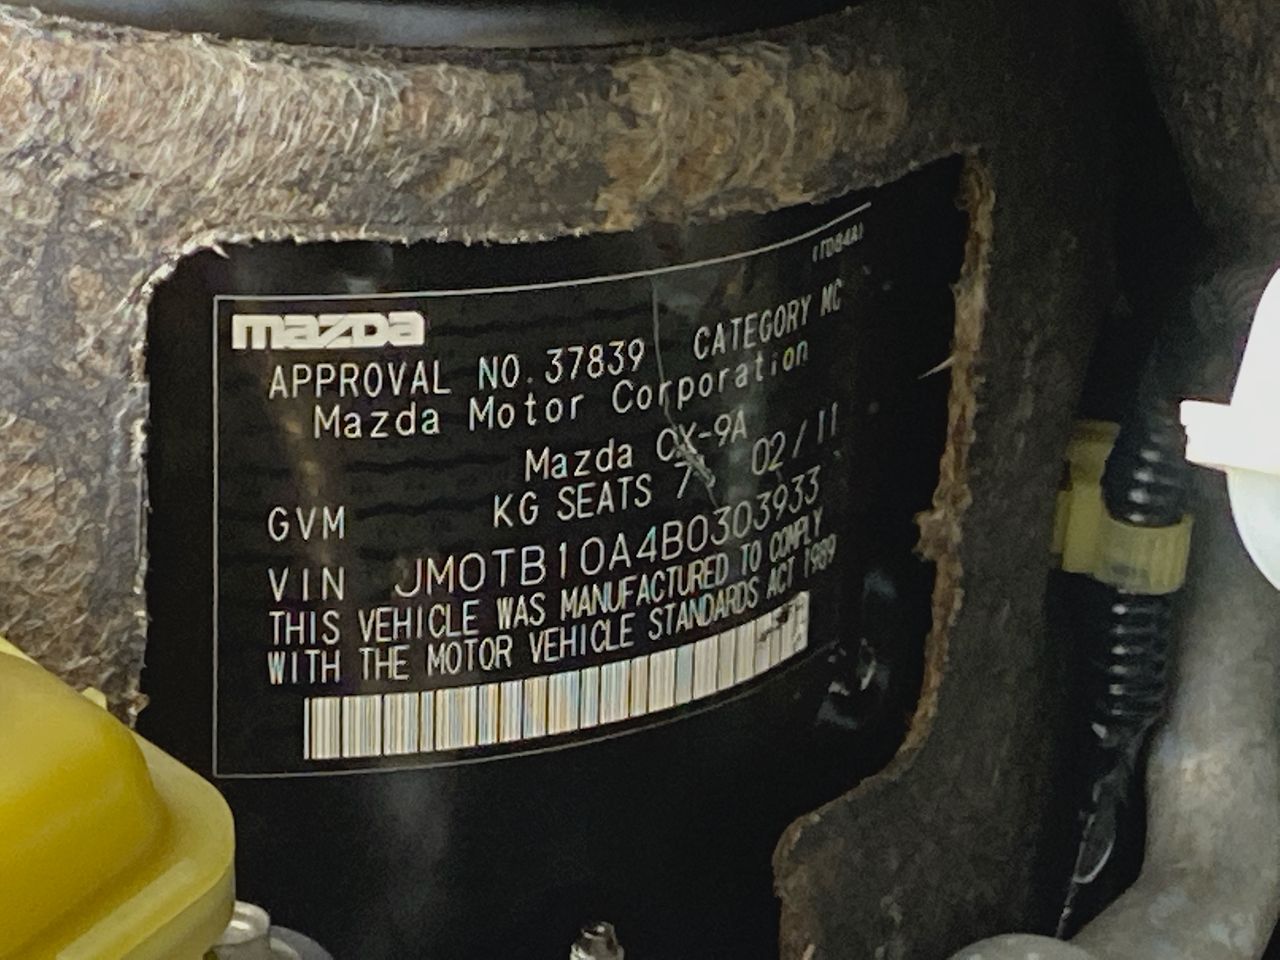 (TD84A)
mazda
APPROVAL NO. 37839 CATEGORY MC
Mazda Motor Corporation
Mazda CX-9A
GVM KG SEATS 7 02/11
VIN JM0TB10A4B0303933
THIS VEHICLE WAS MANUFACTURED TO COMPLY
WITH THE MOTOR VEHICLE STANDARDS ACT 1989